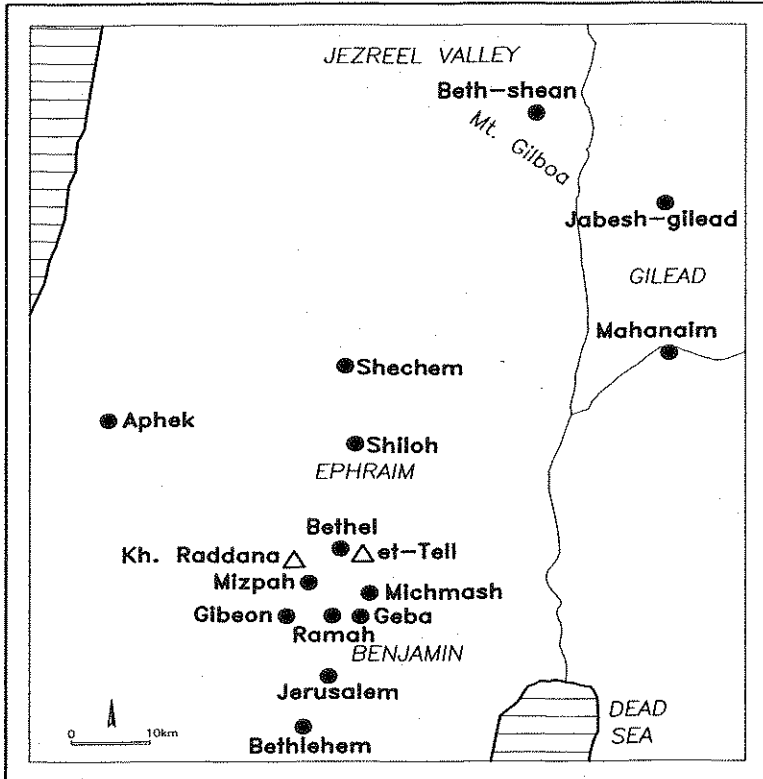 JEZREEL VALLEY
Beth-shean
Mt. Gilboa
Jabesh-gilead
GILEAD
Mahanaim
Shechem
Aphek
Shiloh
EPHRAIM
Bethel
Kh. Raddana
et-Tell
Mizpah
Michmash
Gibeon
Geba
Ramah
BENJAMIN
Jerusalem
DEAD
SEA
0 10km
Bethlehem